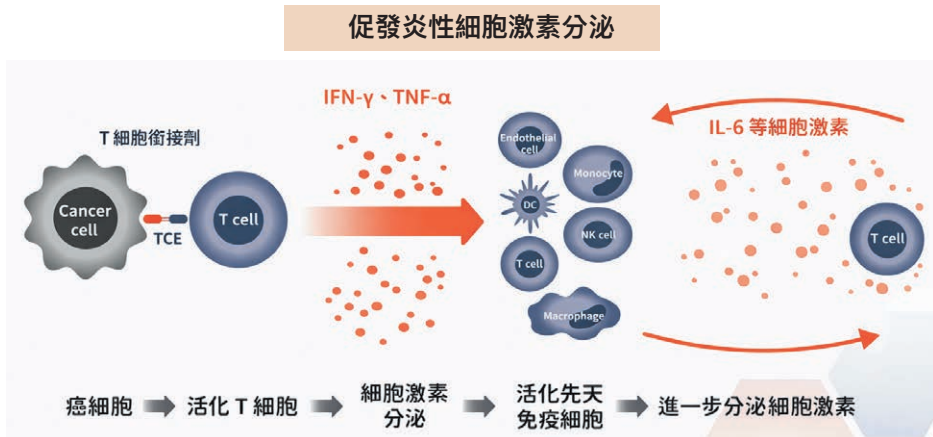 促發炎性細胞激素分泌
T 細胞銜接劑
Cancer
cell
TCE
T cell
IFN-γ、TNF-α
Endothelial
cell
Monocyte
DC
NK cell
T cell
Macrophage
IL-6 等細胞激素
T cell
癌細胞
活化 T 細胞
細胞激素
分泌
活化先天
免疫細胞
進一步分泌細胞激素